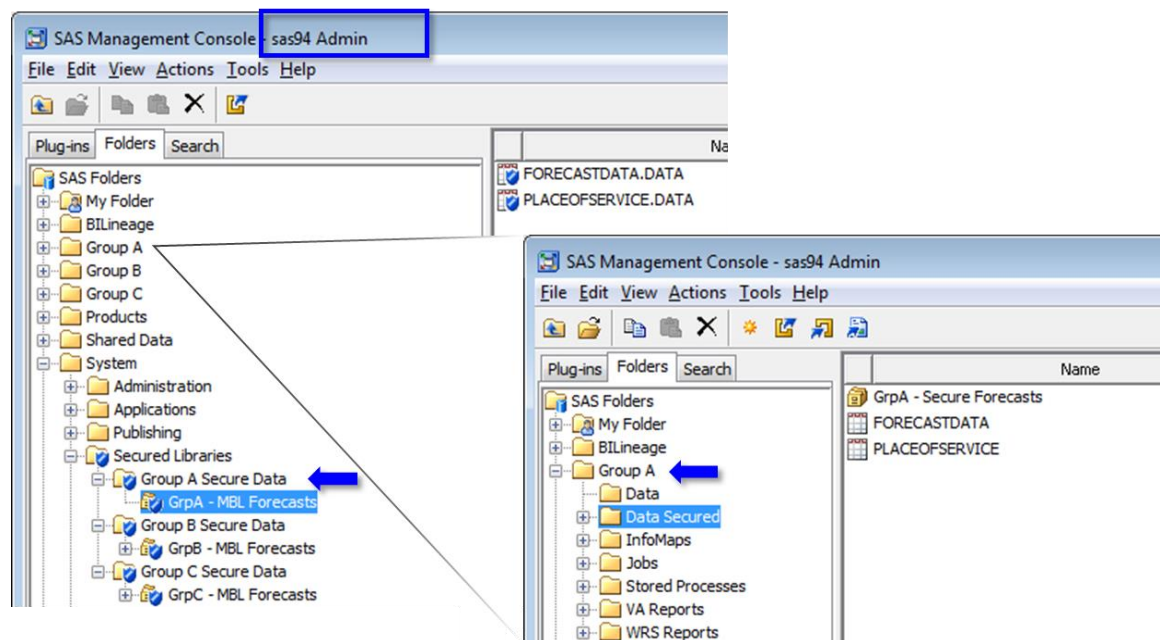 SAS Management Console - sas94 Admin
File Edit View Actions Tools Help
Plug-ins Folders Search
SAS Folders
My Folder
BILineage
Group A
Group B
Group C
Products
Shared Data
System
Administration
Applications
Publishing
Secured Libraries
Group A Secure Data
GrpA - MBL Forecasts
Group B Secure Data
GrpB - MBL Forecasts
Group C Secure Data
GrpC - MBL Forecasts
Na
FORECASTDATA.DATA
PLACEOFSERVICE.DATA
SAS Management Console - sas94 Admin
File Edit View Actions Tools Help
Plug-ins Folders Search
SAS Folders
My Folder
BILineage
Group A
Data
Data Secured
InfoMaps
Jobs
Stored Processes
VA Reports
WRS Reports
Name
GrpA - Secure Forecasts
FORECASTDATA
PLACEOFSERVICE